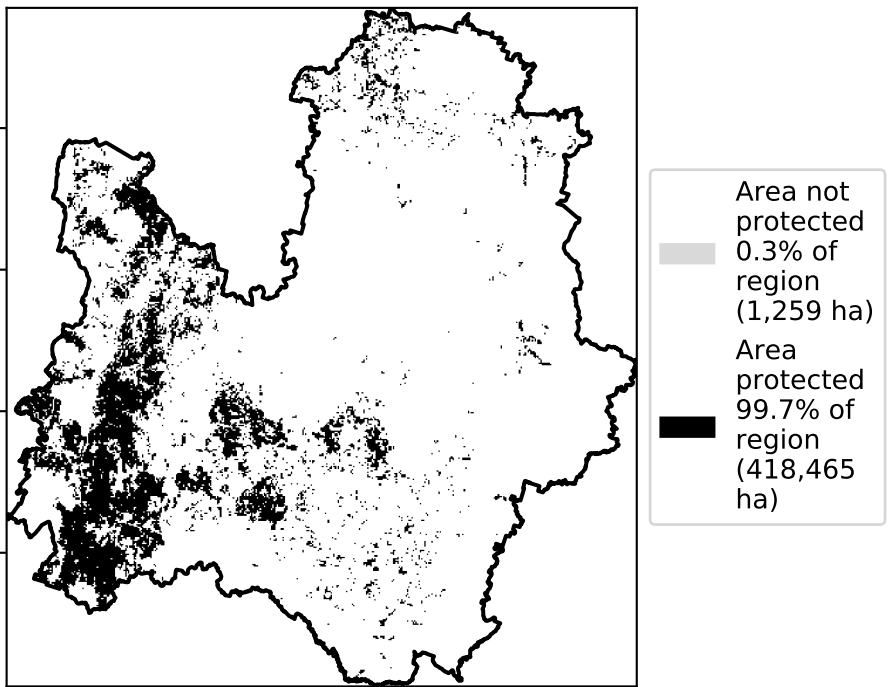 Area not
protected
0.3% of
region
(1,259 ha)
Area
protected
99.7% of
region
(418,465
ha)